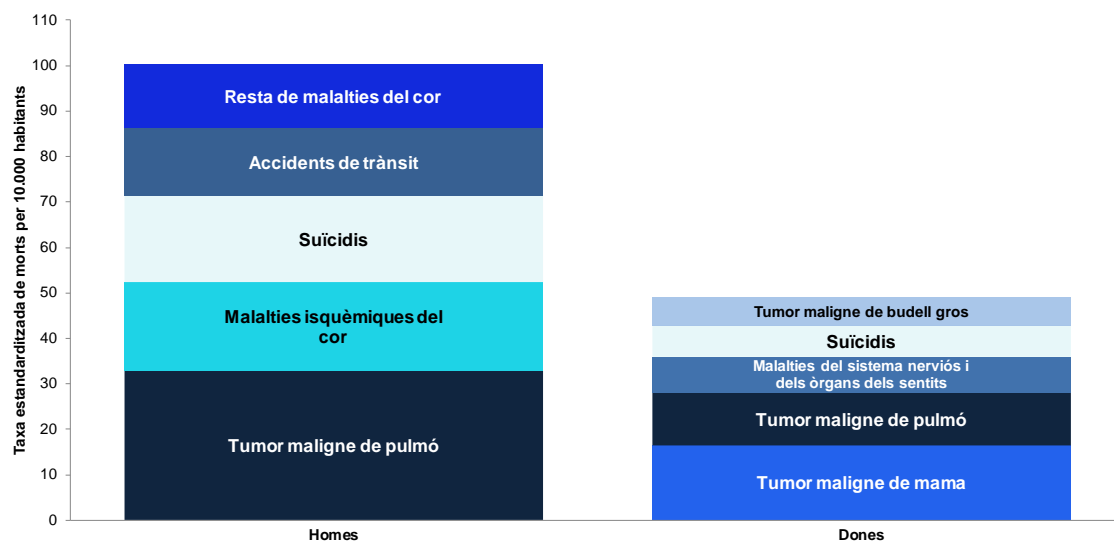 Taxa estandarditzada de morts per 10.000 habitants
110
100
90
80
70
60
50
40
30
20
10
0
Resta de malalties del cor
Accidents de trànsit
Suïcidis
Malalties isquèmiques del
cor
Tumor maligne de pulmó
Tumor maligne de budell gros
Suïcidis
Malalties del sistema nerviós i
dels òrgans dels sentits
Tumor maligne de pulmó
Tumor maligne de mama
Homes
Dones